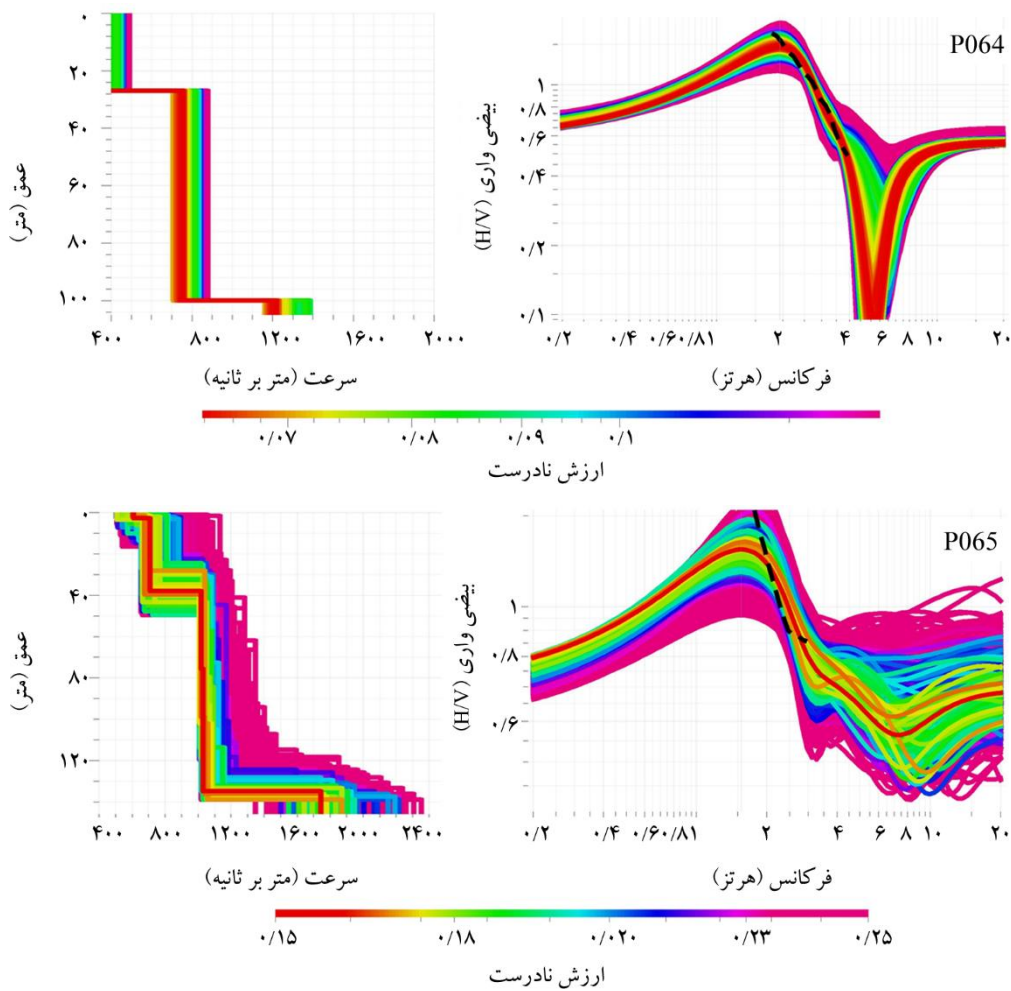 P064
۰
۲۰
۴۰
۶۰
۸۰
۱۰۰
عمق (متر)
۴۰۰ ۸۰۰ ۱۲۰۰ ۱۶۰۰ ۲۰۰۰
سرعت (متر بر ثانیه)
۱
۰/۸
۰/۶
۰/۴
۰/۲
۰/۱
بیضی واری (H/V)
۰/۲ ۰/۴ ۰/۶۰/۸۱ ۲ ۴ ۶ ۸ ۱۰ ۲۰
فرکانس (هرتز)
۰/۰۷ ۰/۰۸ ۰/۰۹ ۰/۱
ارزش نادرست
P065
۰
۴۰
۸۰
۱۲۰
عمق (متر)
۴۰۰ ۸۰۰ ۱۲۰۰ ۱۶۰۰ ۲۰۰۰ ۲۴۰۰
سرعت (متر بر ثانیه)
۱
۰/۸
۰/۶
بیضی واری (H/V)
۰/۲ ۰/۴ ۰/۶۰/۸۱ ۲ ۴ ۶ ۸ ۱۰ ۲۰
فرکانس (هرتز)
۰/۱۵ ۰/۱۸ ۰/۰۲۰ ۰/۲۳ ۰/۲۵
ارزش نادرست